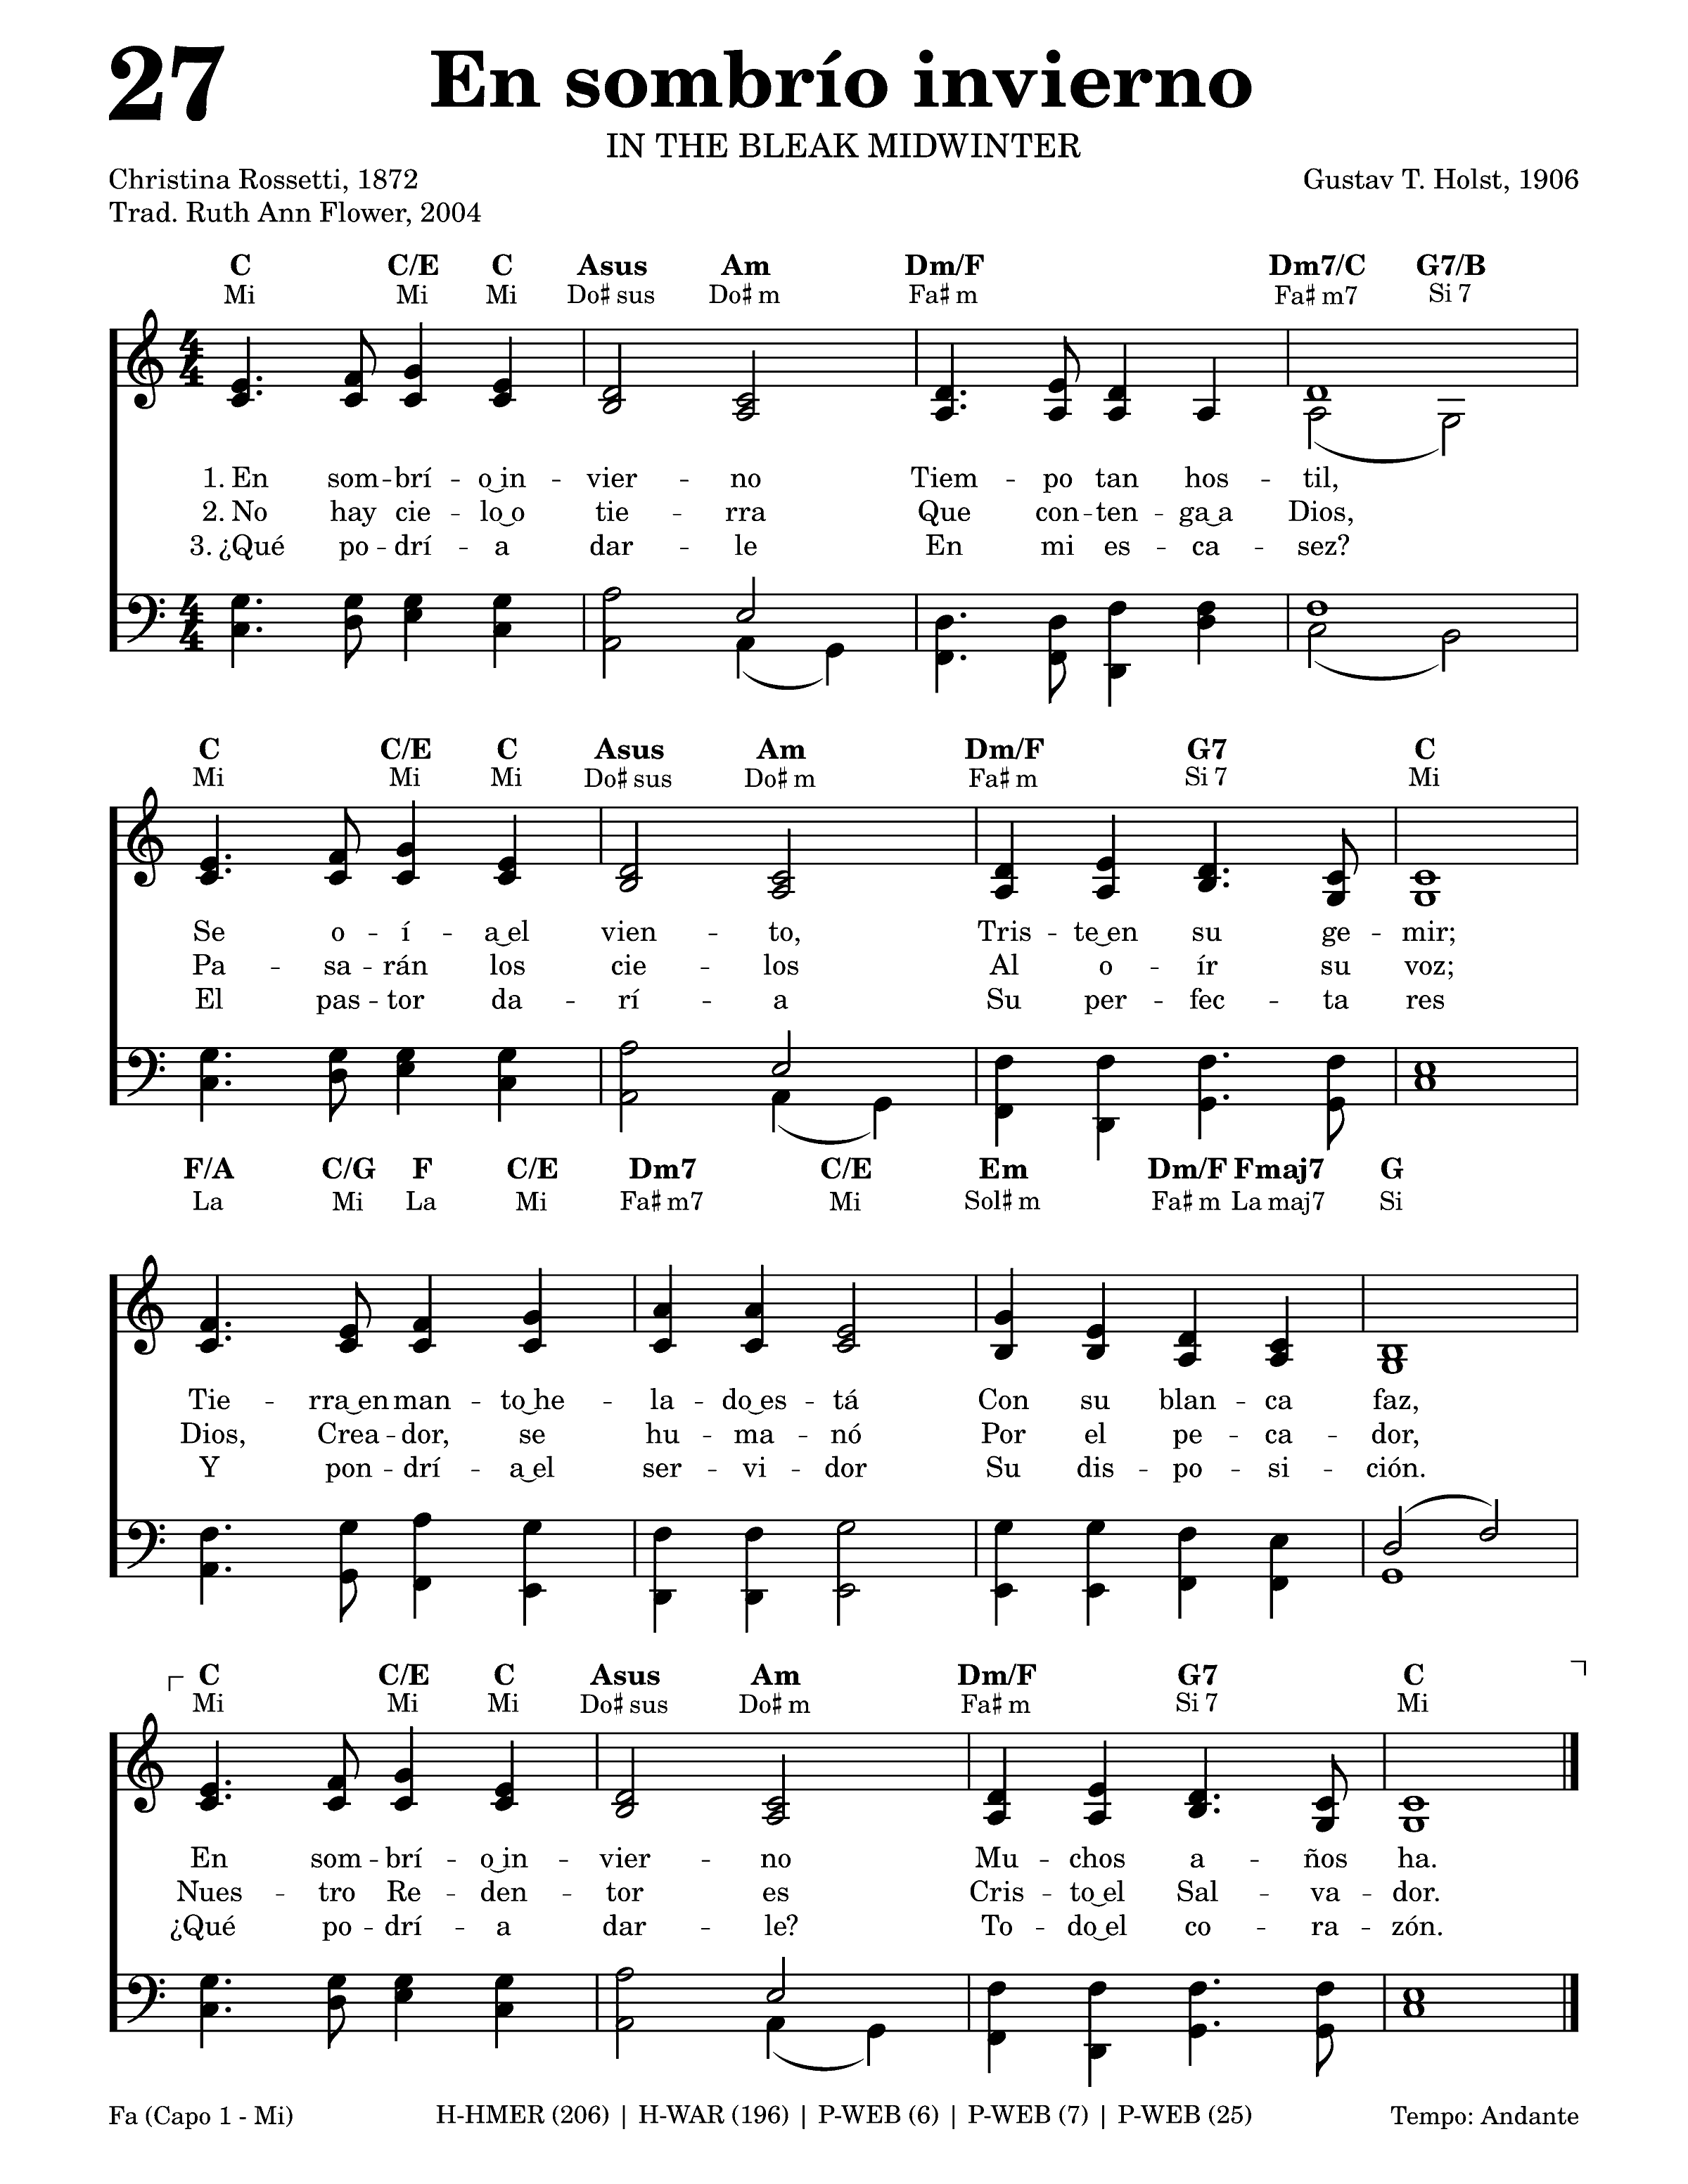 27 En sombrío invierno
IN THE BLEAK MIDWINTER
Christina Rossetti, 1872 Gustav T. Holst, 1906
Trad. Ruth Ann Flower, 2004
C C/E C Asus Am Dm/F Dm7/C G7/B
Mi Mi Mi Do♯ sus Do♯ m Fa♯ m Fa♯ m7 Si 7
4/4
1. En som – brí – o‿in – vier – no Tiem – po tan hos – til,
2. No hay cie – lo‿o tie – rra Que con – ten – ga‿a Dios,
3. ¿Qué po – drí – a dar – le En mi es – ca – sez?
4/4
C C/E C Asus Am Dm/F G7 C
Mi Mi Mi Do♯ sus Do♯ m Fa♯ m Si 7 Mi
Se o – í – a‿el vien – to, Tris – te‿en su ge – mir;
Pa – sa – rán los cie – los Al o – ír su voz;
El pas – tor da – rí – a Su per – fec – ta res
F/A C/G F C/E Dm7 C/E Em Dm/F Fmaj7 G
La Mi La Mi Fa♯ m7 Mi Sol♯ m Fa♯ m La maj7 Si
Tie – rra‿en man – to‿he – la – do‿es – tá Con su blan – ca faz,
Dios, Crea – dor, se hu – ma – nó Por el pe – ca – dor,
Y pon – drí – a‿el ser – vi – dor Su dis – po – si – ción.
C C/E C Asus Am Dm/F G7 C
Mi Mi Mi Do♯ sus Do♯ m Fa♯ m Si 7 Mi
En som – brí – o‿in – vier – no Mu – chos a – ños ha.
Nues – tro Re – den – tor es Cris – to‿el Sal – va – dor.
¿Qué po – drí – a dar – le? To – do‿el co – ra – zón.
Fa (Capo 1 - Mi) H-HMER (206) | H-WAR (196) | P-WEB (6) | P-WEB (7) | P-WEB (25) Tempo: Andante